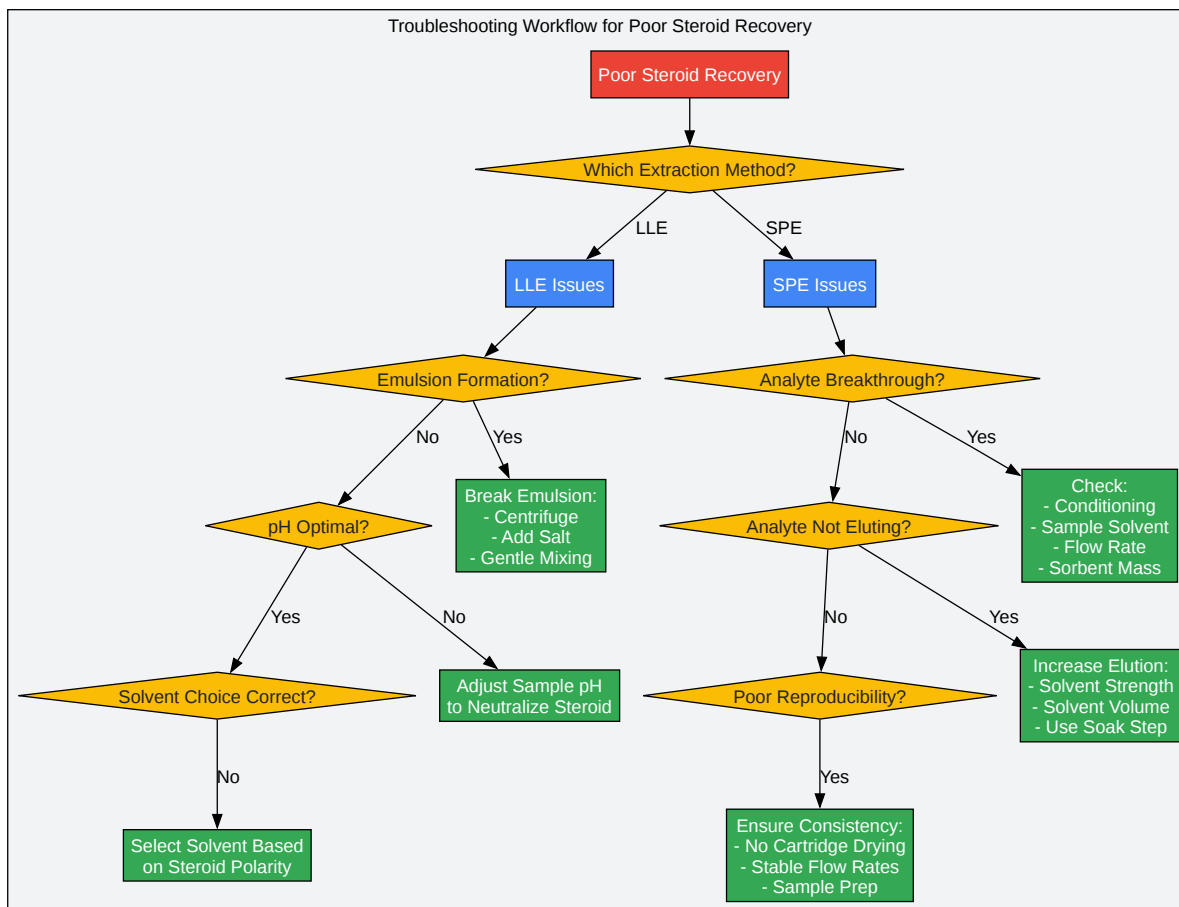 Troubleshooting Workflow for Poor Steroid Recovery
Poor Steroid Recovery
Which Extraction Method?
LLE
SPE
LLE Issues
SPE Issues
Emulsion Formation?
Analyte Breakthrough?
No
Yes
No
Yes
Break Emulsion:
- Centrifuge
- Add Salt
- Gentle Mixing
Check:
- Conditioning
- Sample Solvent
- Flow Rate
- Sorbent Mass
pH Optimal?
Analyte Not Eluting?
Yes
No
No
Yes
Solvent Choice Correct?
Adjust Sample pH
to Neutralize Steroid
Poor Reproducibility?
Increase Elution:
- Solvent Strength
- Solvent Volume
- Use Soak Step
No
Yes
Select Solvent Based
on Steroid Polarity
Ensure Consistency:
- No Cartridge Drying
- Stable Flow Rates
- Sample Prep